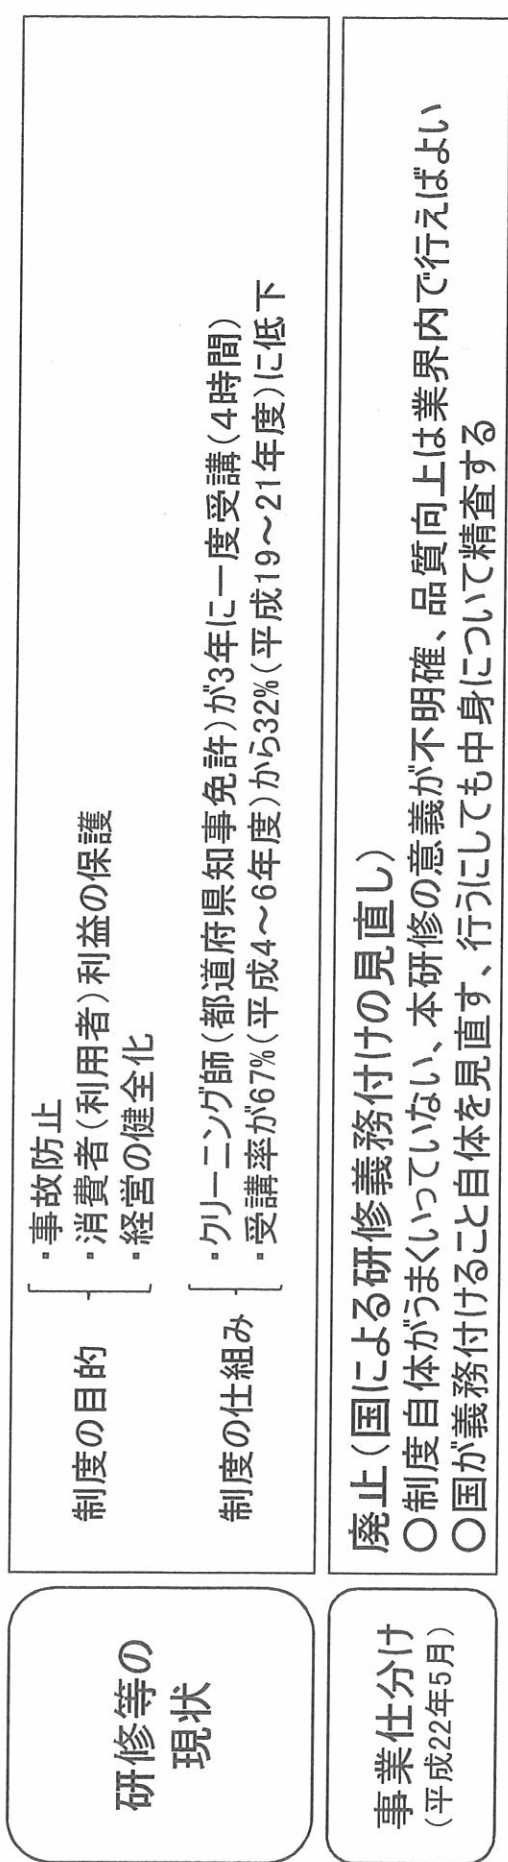 研修等の
現状
制度の目的
・事故防止
・消費者(利用者)利益の保護
・経営の健全化
制度の仕組み
・クリーニング師(都道府県知事免許)が3年に一度受講(4時間)
・受講率が67%(平成4~6年度)から32%(平成19~21年度)に低下
事業仕分け
(平成22年5月)
廃止(国による研修義務付けの見直し)
○制度自体がうまくいっていない、本研修の意義が不明確、品質向上は業界内で行えばよい
○国が義務付けること自体を見直す、行うにしても中身について精査する